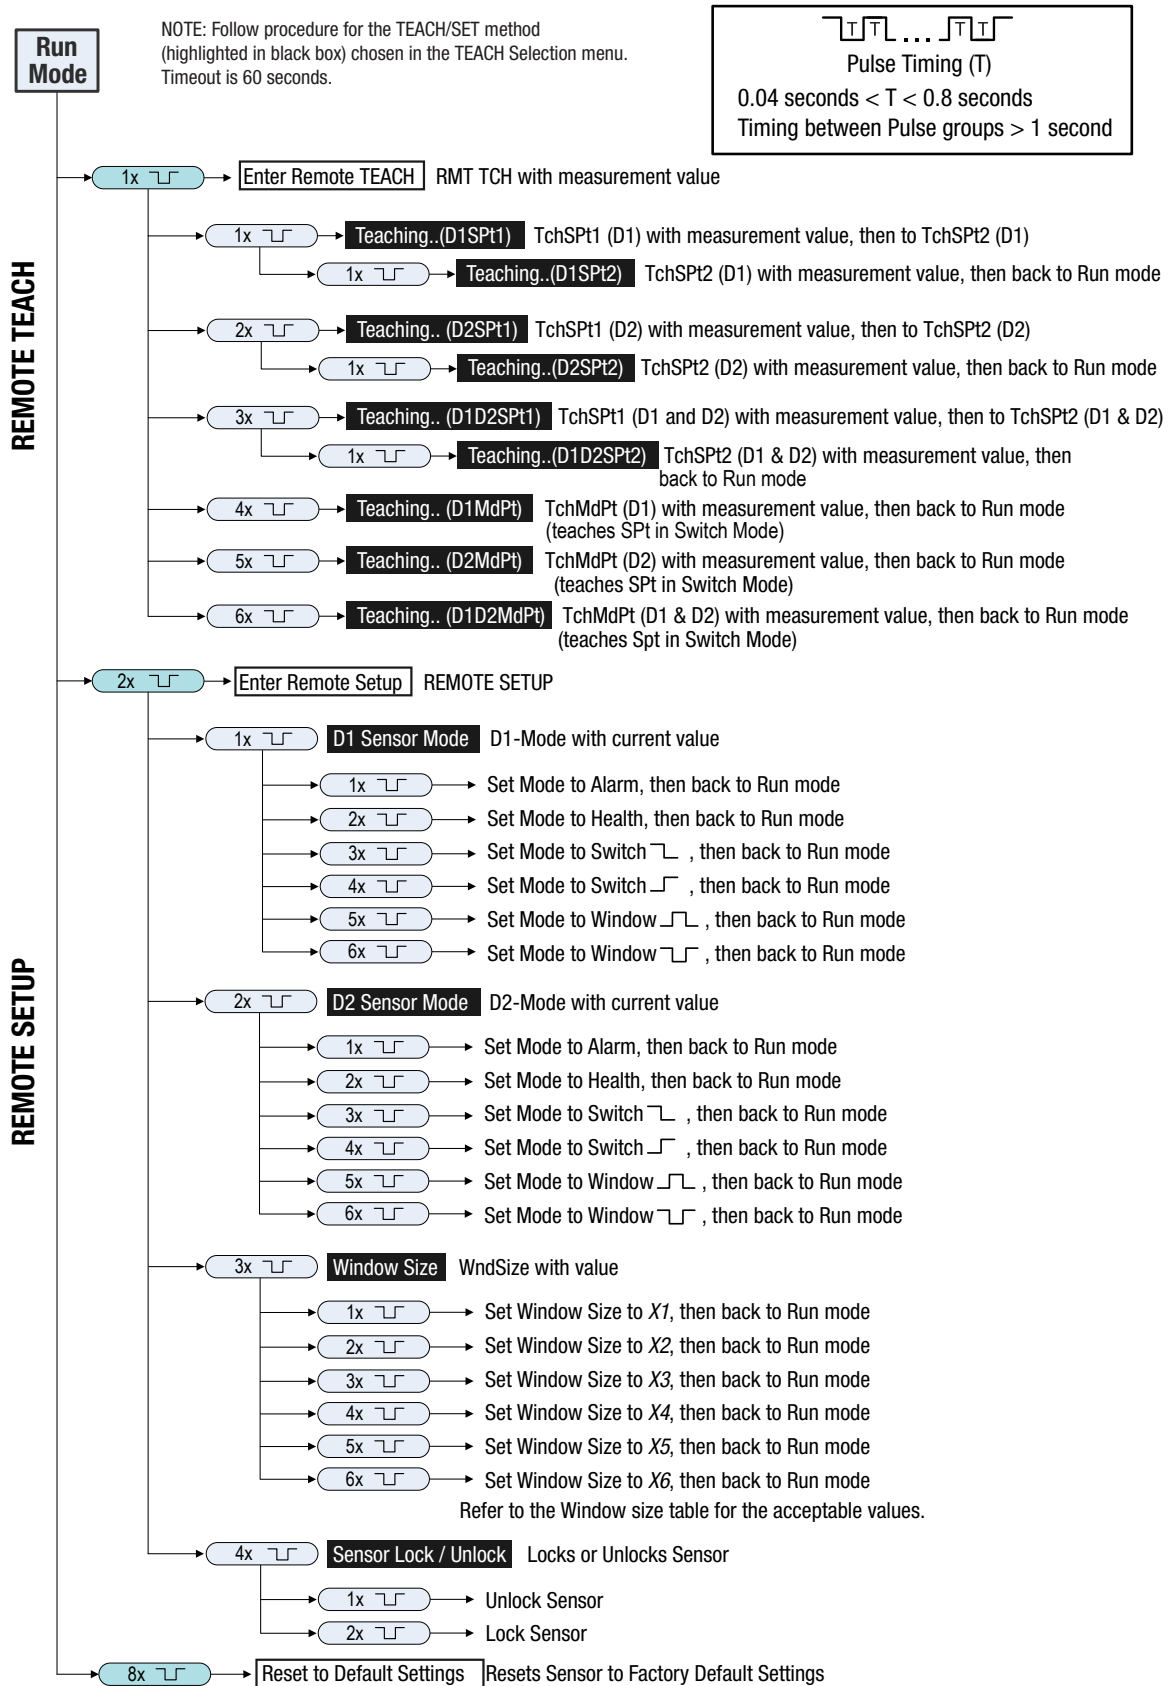 Run
Mode
NOTE: Follow procedure for the TEACH/SET method
(highlighted in black box) chosen in the TEACH Selection menu.
Timeout is 60 seconds.
T T ... T T
Pulse Timing (T)
0.04 seconds < T < 0.8 seconds
Timing between Pulse groups > 1 second
REMOTE TEACH
1x Enter Remote TEACH RMT TCH with measurement value
1x Teaching..(D1SPt1) TchSPt1 (D1) with measurement value, then to TchSPt2 (D1)
1x Teaching..(D1SPt2) TchSPt2 (D1) with measurement value, then back to Run mode
2x Teaching.. (D2SPt1) TchSPt1 (D2) with measurement value, then to TchSPt2 (D2)
1x Teaching..(D2SPt2) TchSPt2 (D2) with measurement value, then back to Run mode
3x Teaching.. (D1D2SPt1) TchSPt1 (D1 and D2) with measurement value, then to TchSPt2 (D1 & D2)
1x Teaching..(D1D2SPt2) TchSPt2 (D1 & D2) with measurement value, then
back to Run mode
4x Teaching.. (D1MdPt) TchMdPt (D1) with measurement value, then back to Run mode
(teaches SPt in Switch Mode)
5x Teaching.. (D2MdPt) TchMdPt (D2) with measurement value, then back to Run mode
(teaches SPt in Switch Mode)
6x Teaching.. (D1D2MdPt) TchMdPt (D1 & D2) with measurement value, then back to Run mode
(teaches Spt in Switch Mode)
REMOTE SETUP
2x Enter Remote Setup REMOTE SETUP
1x D1 Sensor Mode D1-Mode with current value
1x Set Mode to Alarm, then back to Run mode
2x Set Mode to Health, then back to Run mode
3x Set Mode to Switch , then back to Run mode
4x Set Mode to Switch , then back to Run mode
5x Set Mode to Window , then back to Run mode
6x Set Mode to Window , then back to Run mode
2x D2 Sensor Mode D2-Mode with current value
1x Set Mode to Alarm, then back to Run mode
2x Set Mode to Health, then back to Run mode
3x Set Mode to Switch , then back to Run mode
4x Set Mode to Switch , then back to Run mode
5x Set Mode to Window , then back to Run mode
6x Set Mode to Window , then back to Run mode
3x Window Size WndSize with value
1x Set Window Size to X1, then back to Run mode
2x Set Window Size to X2, then back to Run mode
3x Set Window Size to X3, then back to Run mode
4x Set Window Size to X4, then back to Run mode
5x Set Window Size to X5, then back to Run mode
6x Set Window Size to X6, then back to Run mode
Refer to the Window size table for the acceptable values.
4x Sensor Lock / Unlock Locks or Unlocks Sensor
1x Unlock Sensor
2x Lock Sensor
8x Reset to Default Settings Resets Sensor to Factory Default Settings